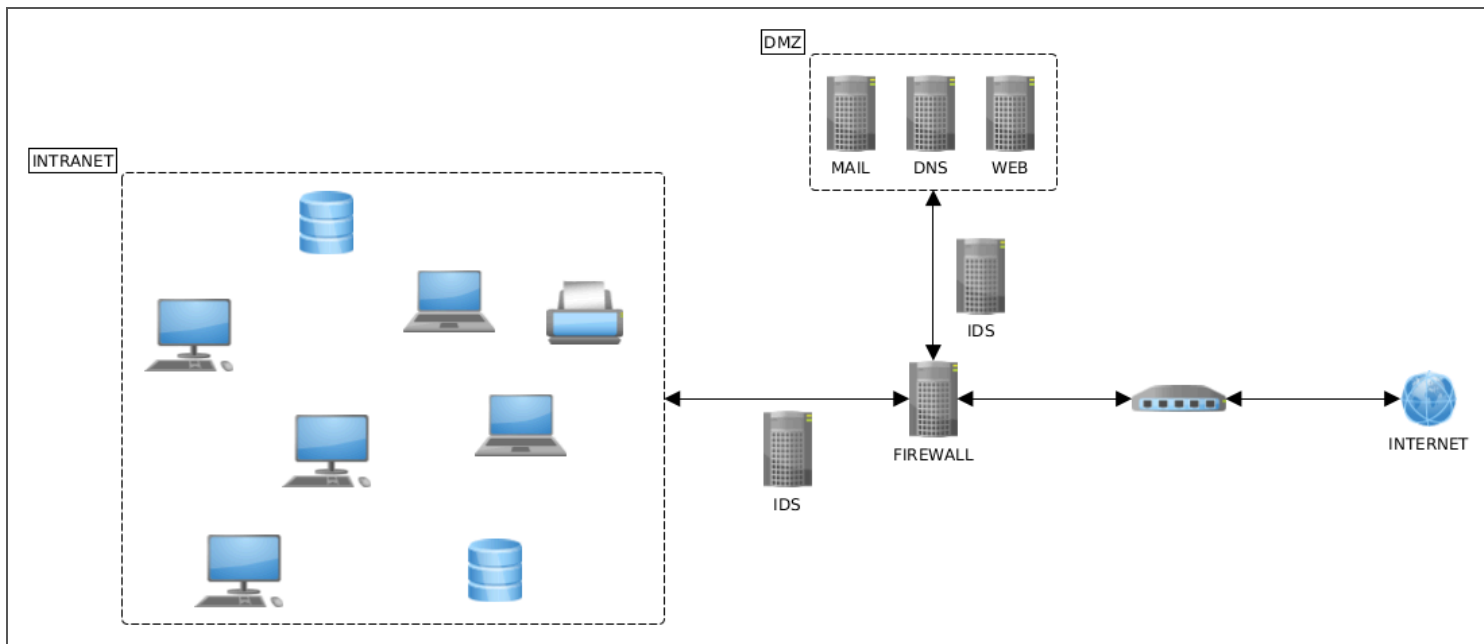 DMZ
MAIL
DNS
WEB
INTRANET
IDS
FIREWALL
INTERNET
IDS